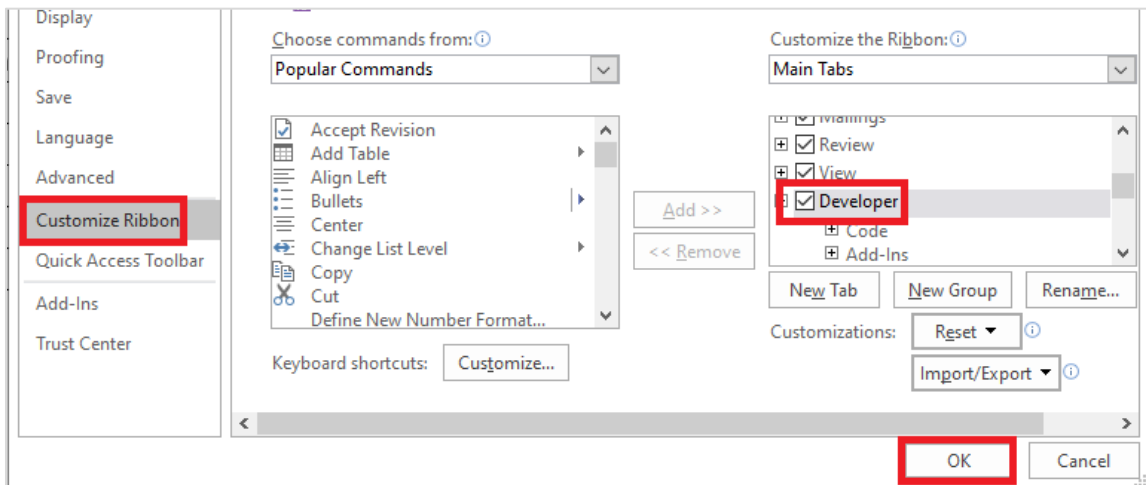 Display
Proofing
Save
Language
Advanced
Customize Ribbon
Quick Access Toolbar
Add-Ins
Trust Center
Choose commands from:
Popular Commands
Accept Revision
Add Table
Align Left
Bullets
Center
Change List Level
Copy
Cut
Define New Number Format...
Keyboard shortcuts: Customize...
Add >>
<< Remove
Customize the Ribbon:
Main Tabs
Mailings
Review
View
Developer
Code
Add-Ins
New Tab New Group Rename...
Customizations: Reset
Import/Export
OK Cancel